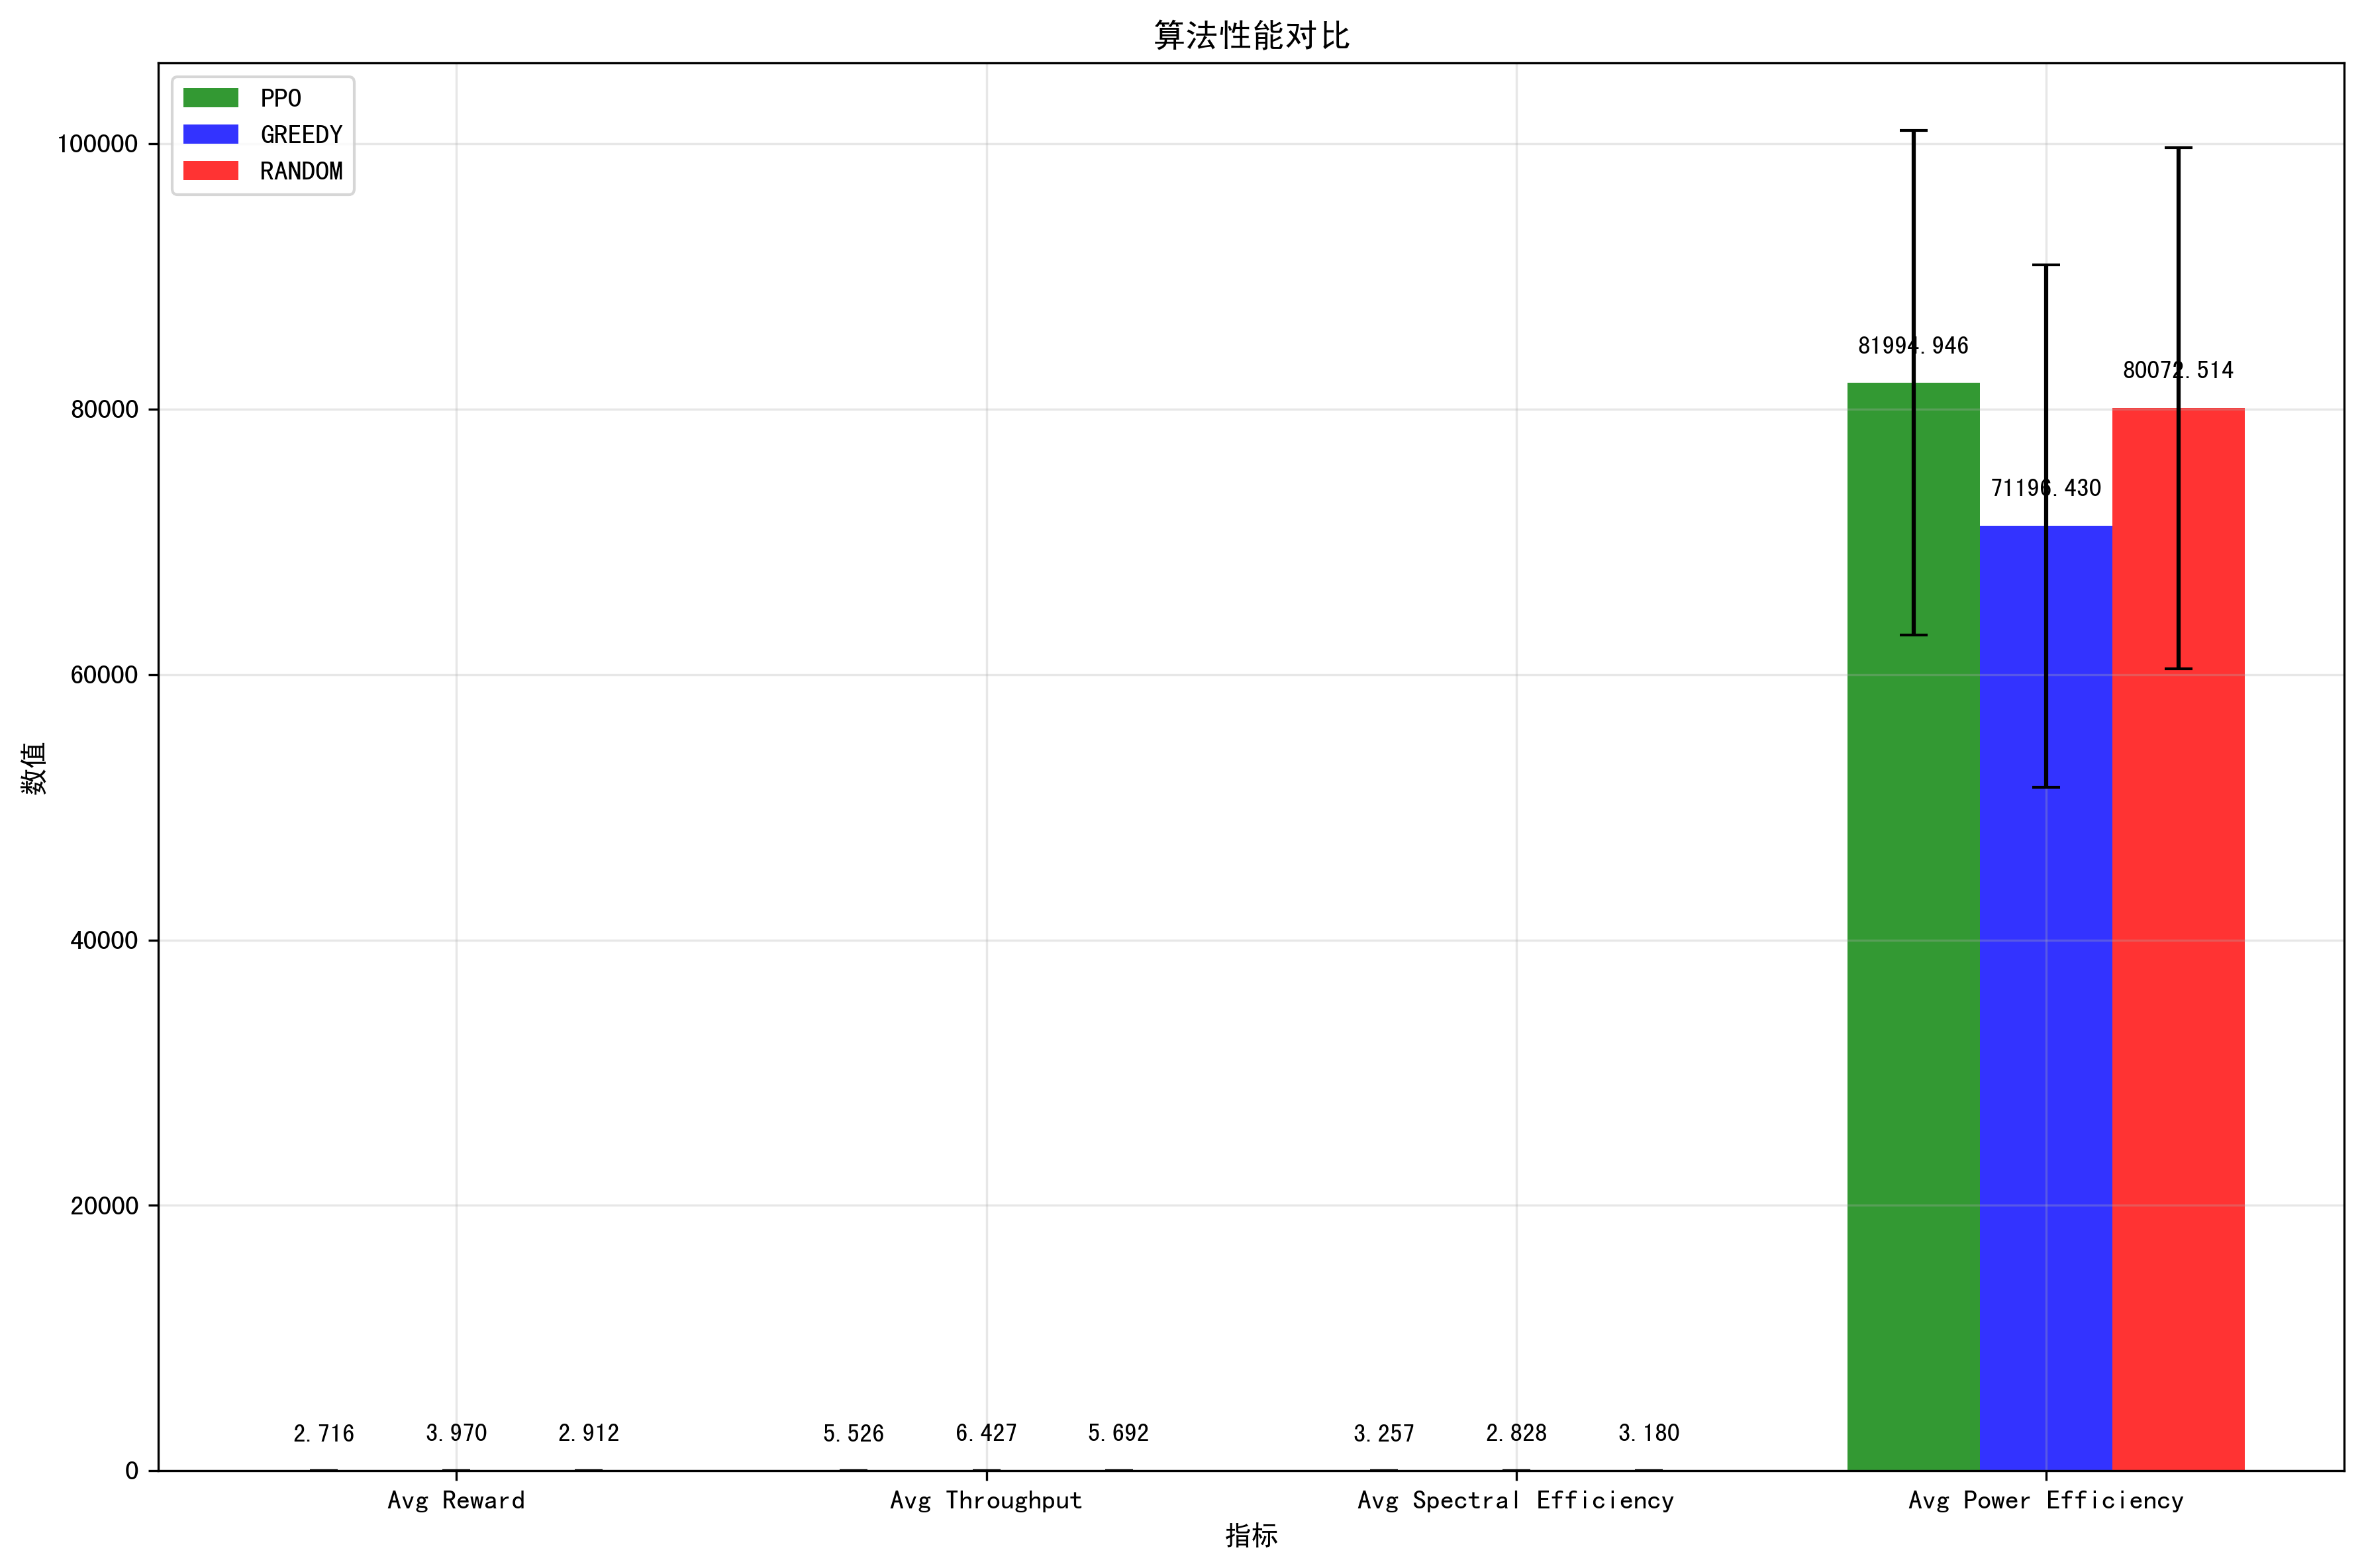 算法性能对比
PPO
GREEDY
RANDOM
100000
80000
60000
40000
20000
0
数值
81994.946
71196.430
80072.514
2.716
3.970
2.912
5.526
6.427
5.692
3.257
2.828
3.180
Avg Reward
Avg Throughput
Avg Spectral Efficiency
Avg Power Efficiency
指标